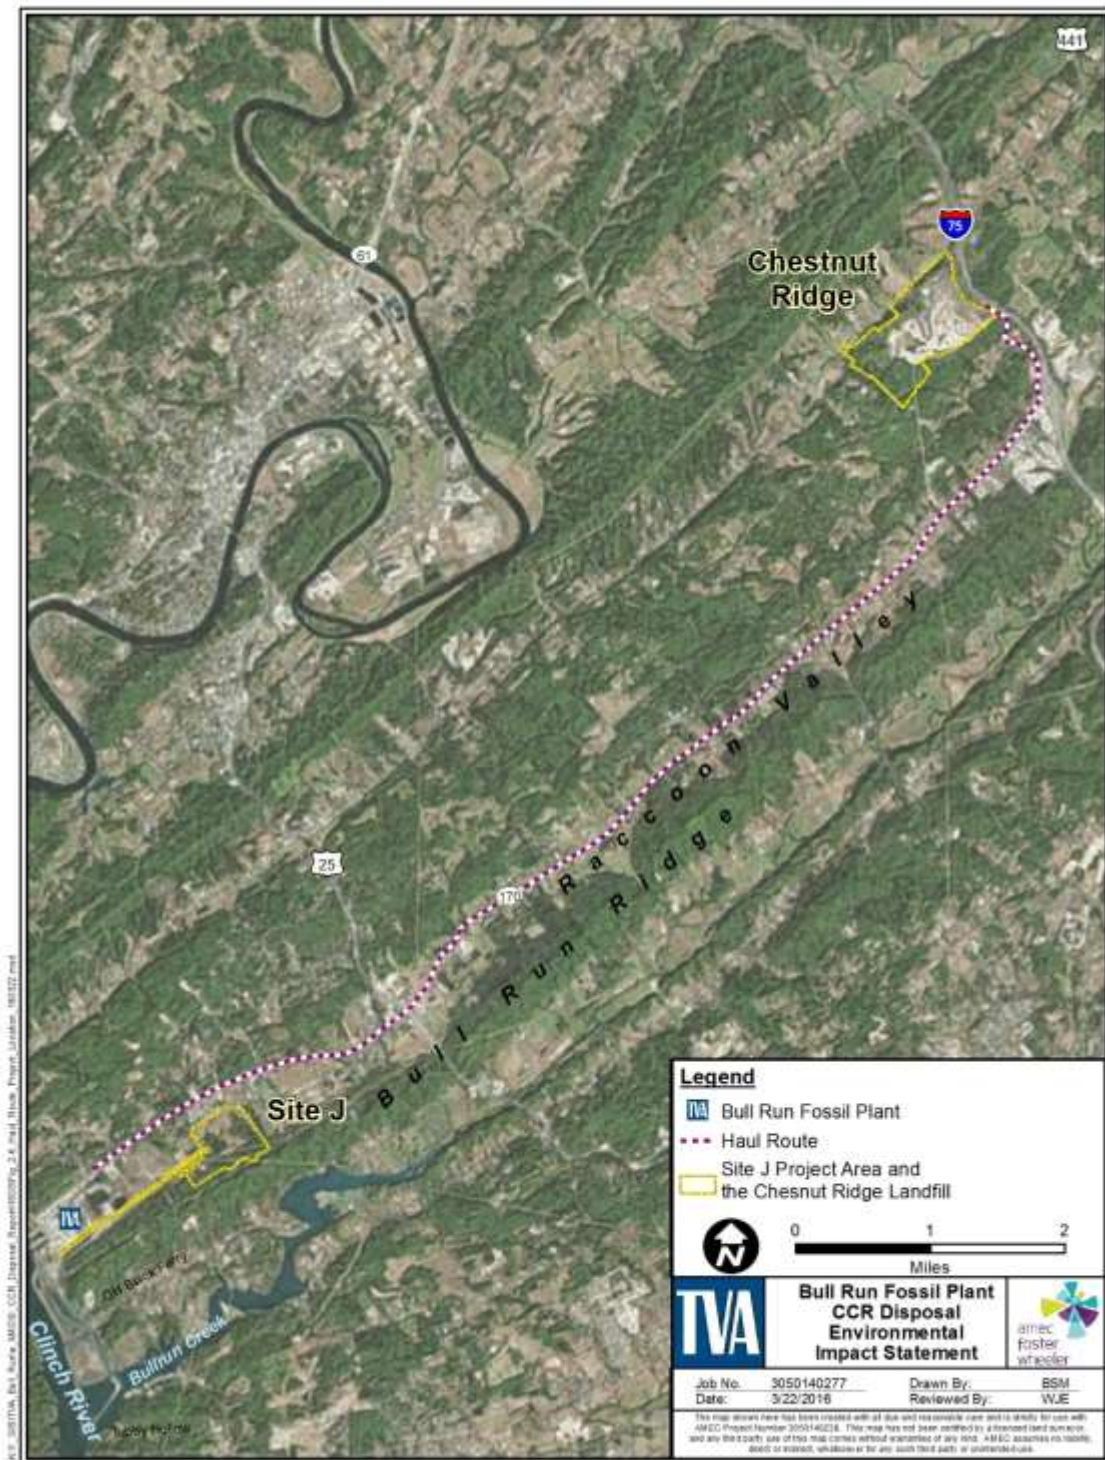 441
75
Chestnut
Ridge
61
Raccoon Valley
25
170
Bull Run Ridge
Site J
TVA
Bullrun Creek
Clinch River
Legend
TVA Bull Run Fossil Plant
Haul Route
Site J Project Area and
the Chesnut Ridge Landfill
N
0 1 2
Miles
TVA
Bull Run Fossil Plant
CCR Disposal
Environmental
Impact Statement
amec
foster
wheeler
Job No. 3050140277 Drawn By: BSM
Date: 3/22/2016 Reviewed By: WJE